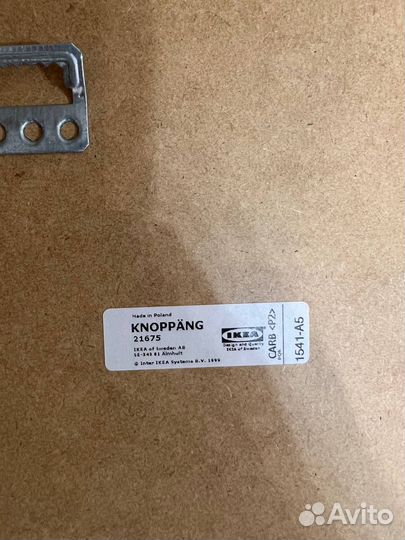 Made in Poland
KNOPPÄNG
21675
IKEA of Sweden AB
SE-343 81 Älmhult
© Inter IKEA Systems B.V. 1999
IKEA
Design and Quality
IKEA of Sweden
CARB <P2>
1541-A5
Avito